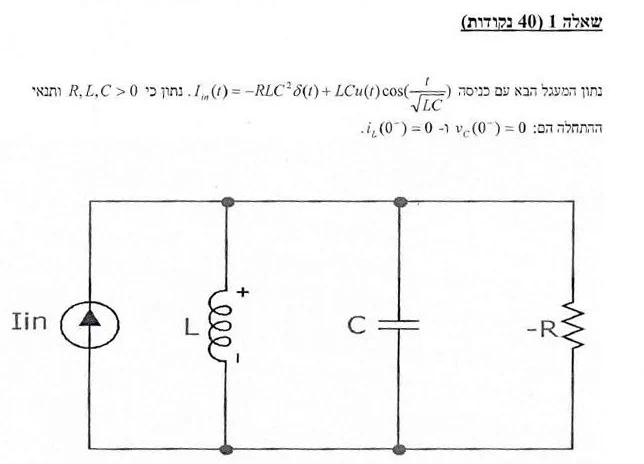 שאלה 1 (40 נקודות)
נתון המעגל הבא עם כניסה I_in(t) = -RLC²δ(t) + LCu(t)cos(t/√LC). נתון כי R, L, C > 0 ותנאי
ההתחלה הם: v_C(0⁻) = 0 ו- i_L(0⁻) = 0.
+
Iin L C -R
-